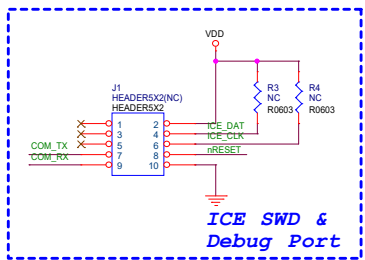 VDD
J1
HEADER5X2(NC)
HEADER5X2
R3
NC
R0603
R4
NC
R0603
1 2
3 4
5 6
7 8
9 10
ICE_DAT
ICE_CLK
COM_TX
nRESET
COM_RX
ICE SWD &
Debug Port